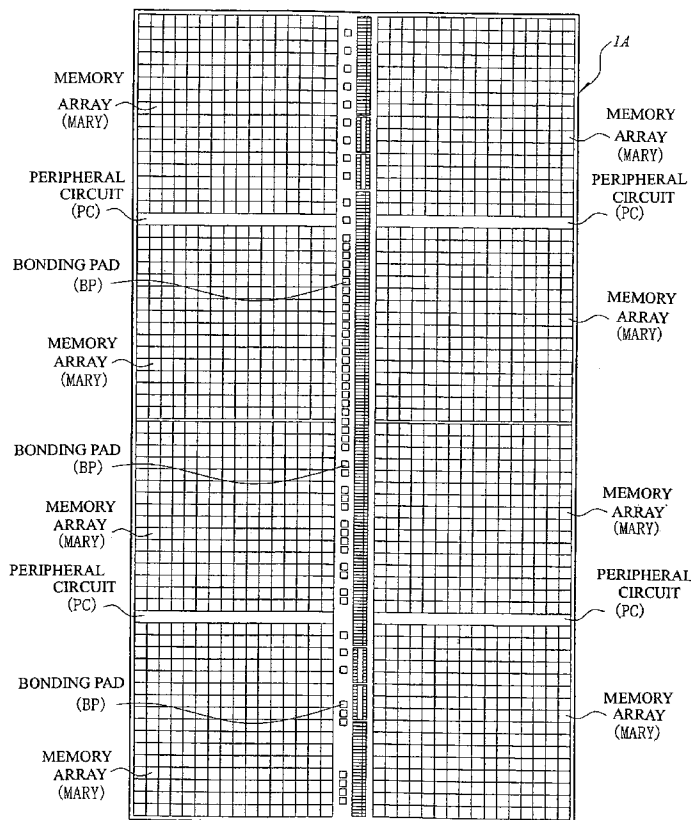 1A
MEMORY
ARRAY
(MARY)
MEMORY
ARRAY
(MARY)
PERIPHERAL
CIRCUIT
(PC)
PERIPHERAL
CIRCUIT
(PC)
BONDING PAD
(BP)
MEMORY
ARRAY
(MARY)
MEMORY
ARRAY
(MARY)
BONDING PAD
(BP)
MEMORY
ARRAY
(MARY)
MEMORY
ARRAY
(MARY)
PERIPHERAL
CIRCUIT
(PC)
PERIPHERAL
CIRCUIT
(PC)
BONDING PAD
(BP)
MEMORY
ARRAY
(MARY)
MEMORY
ARRAY
(MARY)